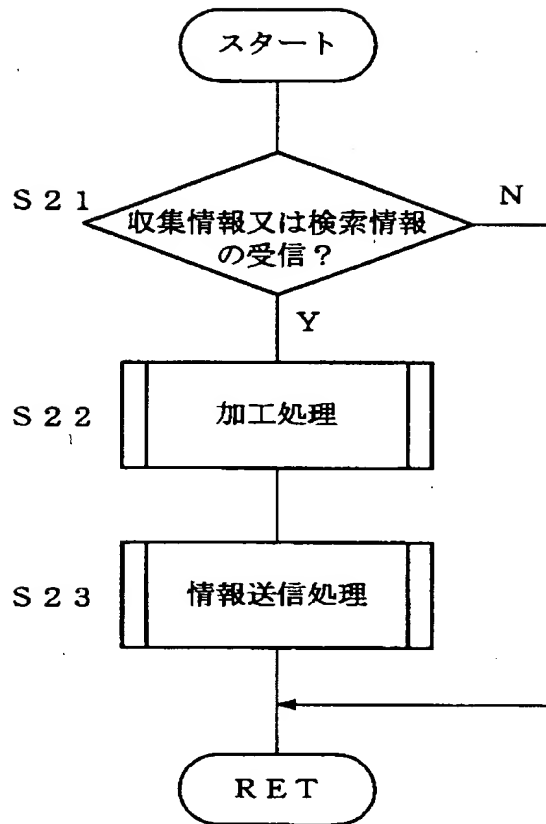 スタート
S21
収集情報又は検索情報
の受信?
N
Y
S22
加工処理
S23
情報送信処理
RET